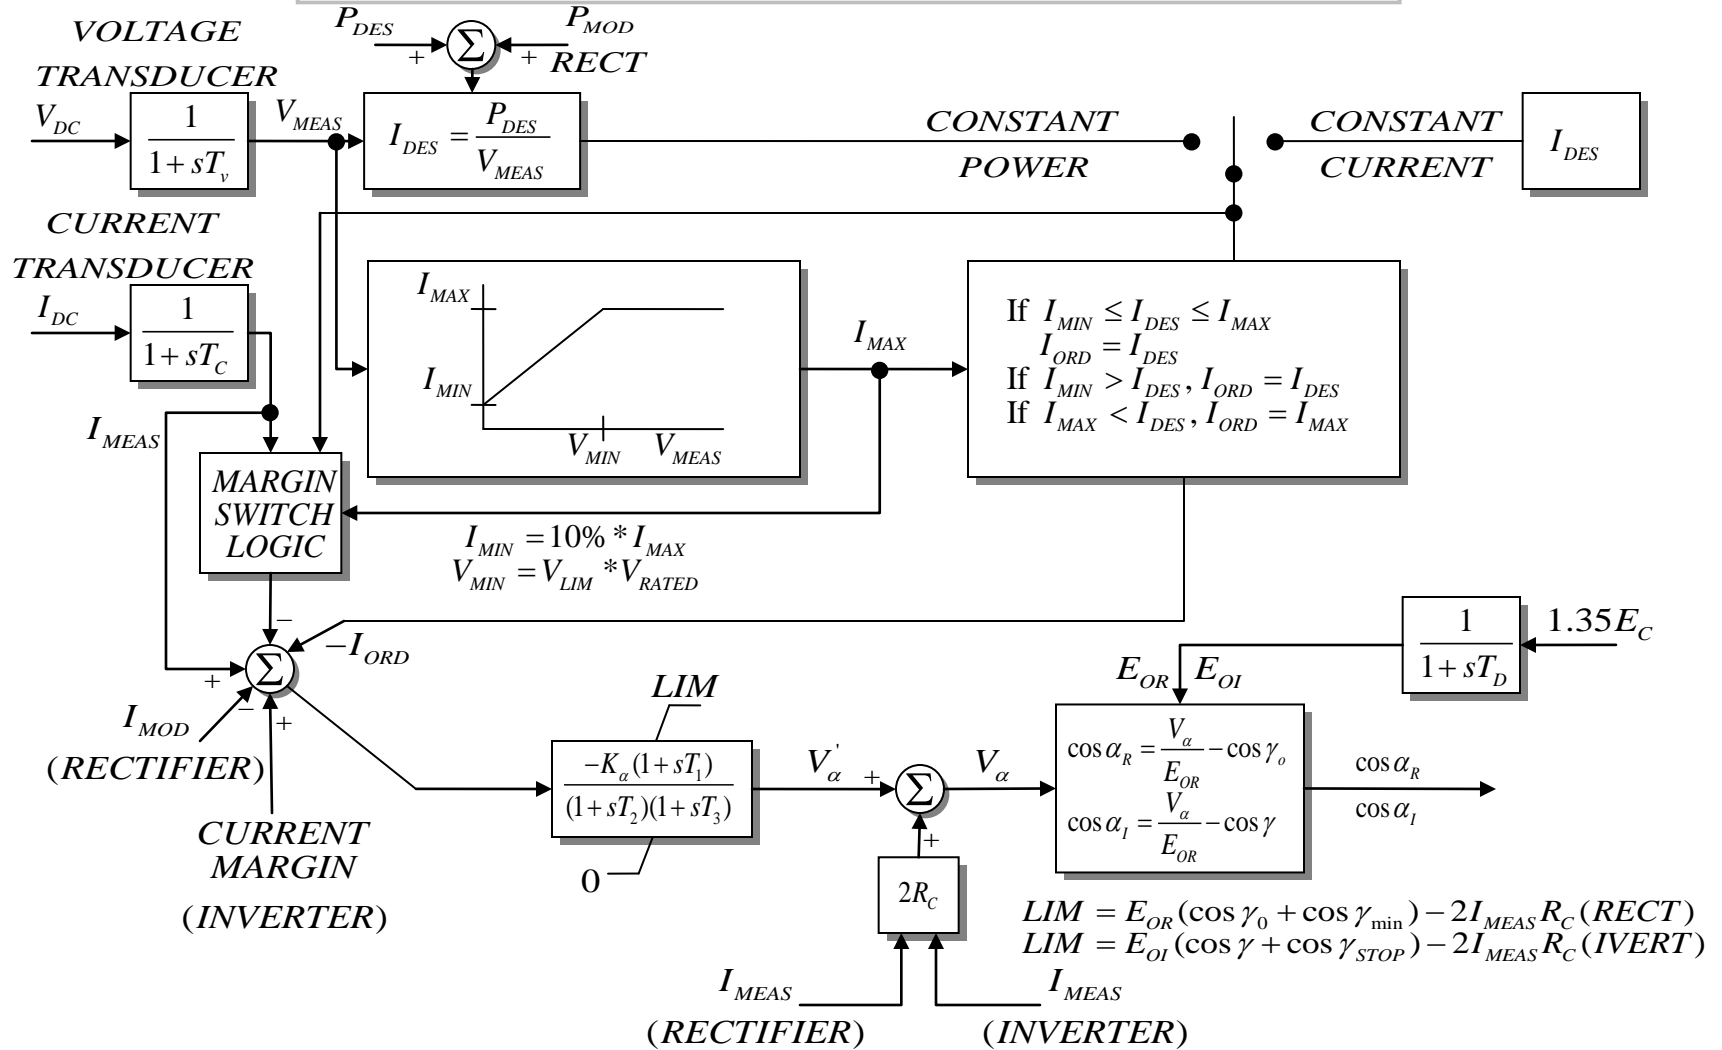 P_DES
P_MOD
VOLTAGE
TRANSDUCER
Σ
+
+
RECT
V_DC
1
1 + sT_v
V_MEAS
I_DES = P_DES / V_MEAS
CONSTANT
POWER
CONSTANT
CURRENT
I_DES
CURRENT
TRANSDUCER
I_DC
1
1 + sT_C
I_MAX
I_MIN
V_MIN
V_MEAS
I_MAX
If I_MIN ≤ I_DES ≤ I_MAX
I_ORD = I_DES
If I_MIN > I_DES, I_ORD = I_DES
If I_MAX < I_DES, I_ORD = I_MAX
I_MEAS
MARGIN
SWITCH
LOGIC
I_MIN = 10% * I_MAX
V_MIN = V_LIM * V_RATED
−
−I_ORD
Σ
+
−
+
I_MOD
(RECTIFIER)
CURRENT
MARGIN
(INVERTER)
LIM
−K_α(1 + sT_1)
(1 + sT_2)(1 + sT_3)
0
V'_α
+
Σ
+
V_α
2R_C
I_MEAS
(RECTIFIER)
I_MEAS
(INVERTER)
1
1 + sT_D
1.35E_C
E_OR
E_OI
cos α_R = V_α / E_OR − cos γ_o
cos α_I = V_α / E_OR − cos γ
cos α_R
cos α_I
LIM = E_OR(cos γ_0 + cos γ_min) − 2I_MEAS R_C (RECT)
LIM = E_OI(cos γ + cos γ_STOP) − 2I_MEAS R_C (IVERT)